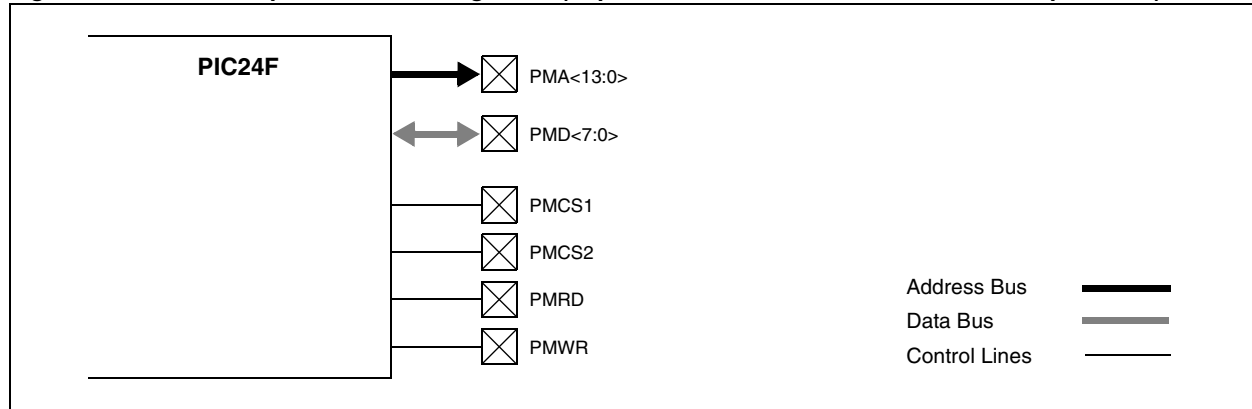 PIC24F
PMA<13:0>
PMD<7:0>
PMCS1
PMCS2
PMRD
PMWR
Address Bus
Data Bus
Control Lines